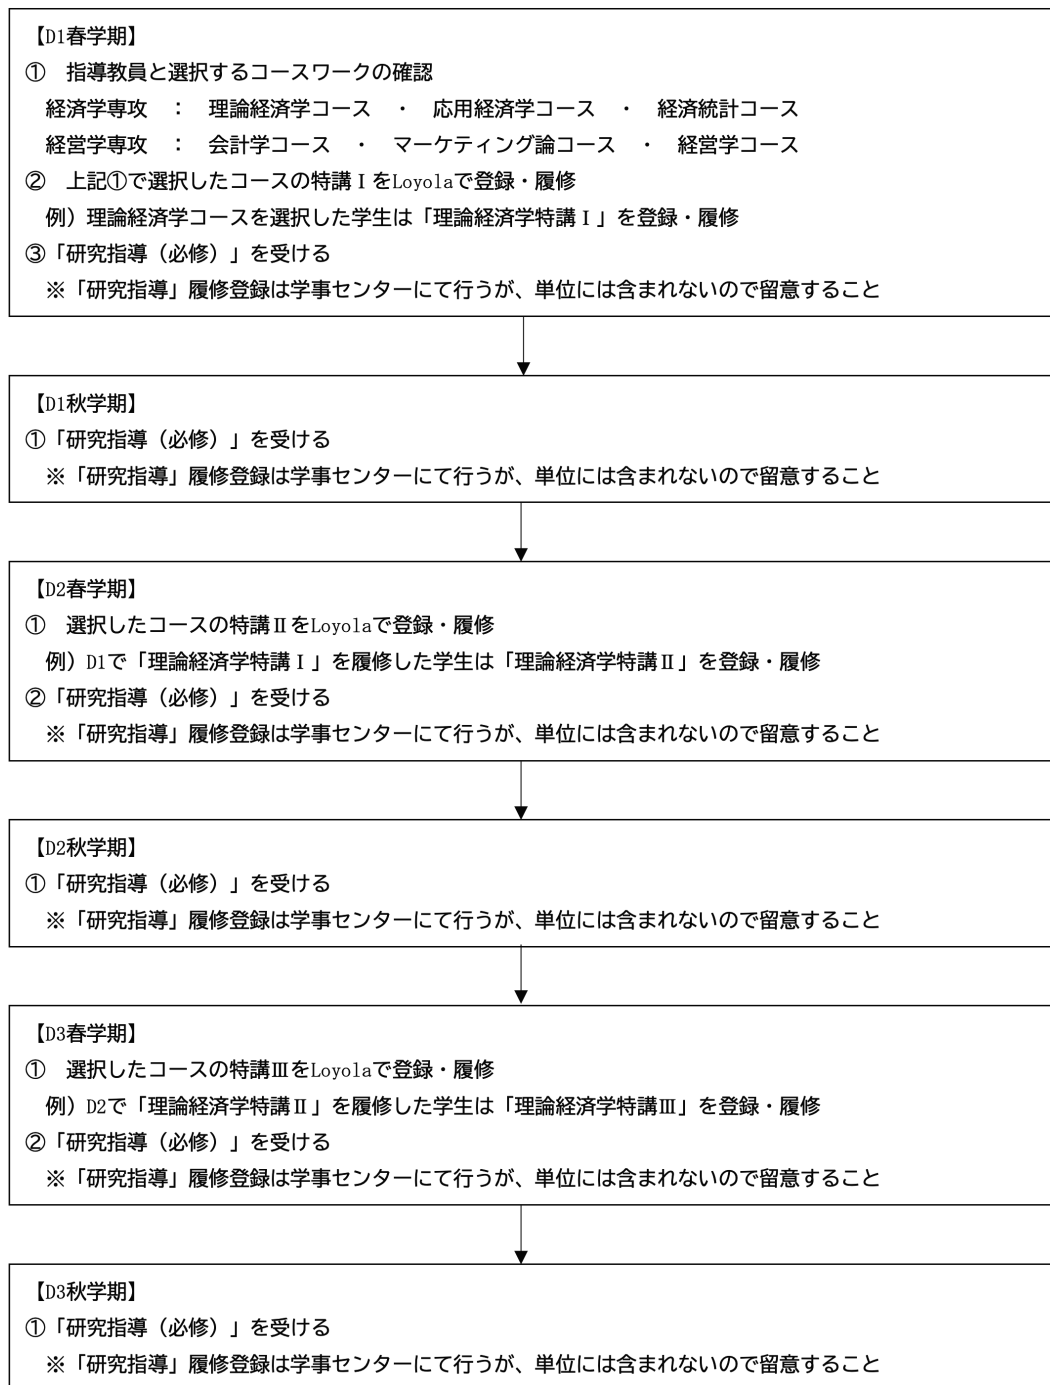 【D1春学期】
①　指導教員と選択するコースワークの確認
経済学専攻　：　理論経済学コース　・　応用経済学コース　・　経済統計コース
経営学専攻　：　会計学コース　・　マーケティング論コース　・　経営学コース
②　上記①で選択したコースの特講ⅠをLoyolaで登録・履修
例）理論経済学コースを選択した学生は「理論経済学特講Ⅰ」を登録・履修
③「研究指導（必修）」を受ける
※「研究指導」履修登録は学事センターにて行うが、単位には含まれないので留意すること
【D1秋学期】
①「研究指導（必修）」を受ける
※「研究指導」履修登録は学事センターにて行うが、単位には含まれないので留意すること
【D2春学期】
①　選択したコースの特講ⅡをLoyolaで登録・履修
例）D1で「理論経済学特講Ⅰ」を履修した学生は「理論経済学特講Ⅱ」を登録・履修
②「研究指導（必修）」を受ける
※「研究指導」履修登録は学事センターにて行うが、単位には含まれないので留意すること
【D2秋学期】
①「研究指導（必修）」を受ける
※「研究指導」履修登録は学事センターにて行うが、単位には含まれないので留意すること
【D3春学期】
①　選択したコースの特講ⅢをLoyolaで登録・履修
例）D2で「理論経済学特講Ⅱ」を履修した学生は「理論経済学特講Ⅲ」を登録・履修
②「研究指導（必修）」を受ける
※「研究指導」履修登録は学事センターにて行うが、単位には含まれないので留意すること
【D3秋学期】
①「研究指導（必修）」を受ける
※「研究指導」履修登録は学事センターにて行うが、単位には含まれないので留意すること